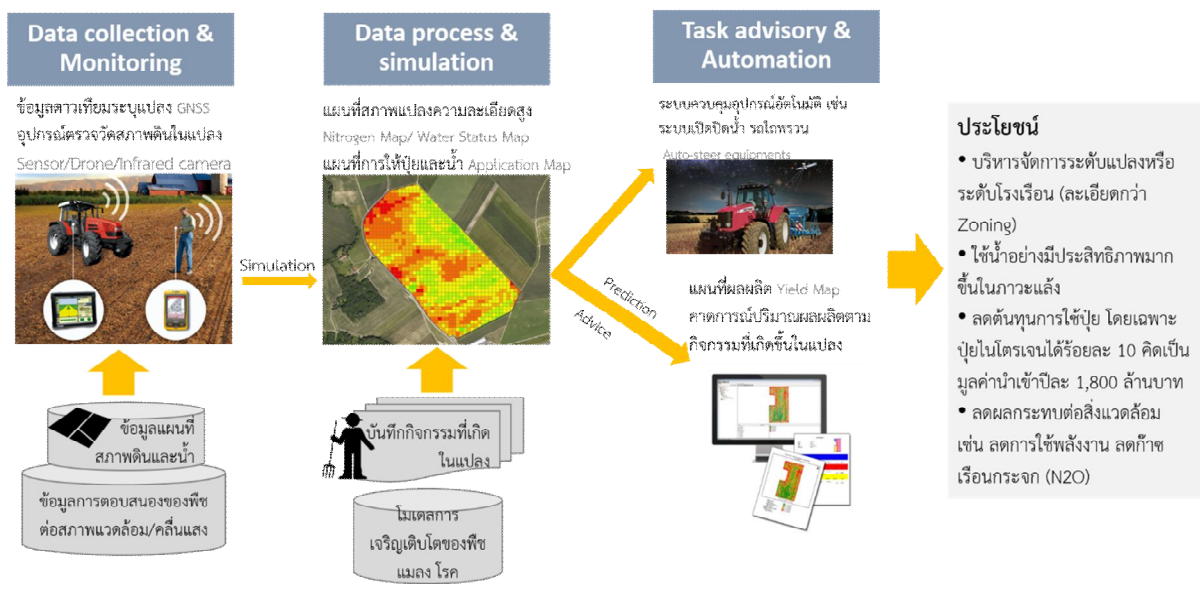 Data collection &
Monitoring
ข้อมูลดาวเทียมระบุแปลง GNSS
อุปกรณ์ตรวจวัดสภาพดินในแปลง
Sensor/Drone/Infrared camera
ข้อมูลแผนที่
สภาพดินและน้ำ
ข้อมูลการตอบสนองของพืช
ต่อสภาพแวดล้อม/คลื่นแสง
Simulation
Data process &
simulation
แผนที่สภาพแปลงความละเอียดสูง
Nitrogen Map/ Water Status Map
แผนที่การให้ปุ๋ยและน้ำ Application Map
บันทึกกิจกรรมที่เกิด
ในแปลง
โมเดลการ
เจริญเติบโตของพืช
แมลง โรค
Prediction
Advice
Task advisory &
Automation
ระบบควบคุมอุปกรณ์อัตโนมัติ เช่น
ระบบเปิดปิดน้ำ รถไถพรวน
Auto-steer equipments
แผนที่ผลผลิต Yield Map
คาดการณ์ปริมาณผลผลิตตาม
กิจกรรมที่เกิดขึ้นในแปลง
ประโยชน์
• บริหารจัดการระดับแปลงหรือ
ระดับโรงเรือน (ละเอียดกว่า
Zoning)
• ใช้น้ำอย่างมีประสิทธิภาพมาก
ขึ้นในภาวะแล้ง
• ลดต้นทุนการใช้ปุ๋ย โดยเฉพาะ
ปุ๋ยไนโตรเจนได้ร้อยละ 10 คิดเป็น
มูลค่านำเข้าปีละ 1,800 ล้านบาท
• ลดผลกระทบต่อสิ่งแวดล้อม
เช่น ลดการใช้พลังงาน ลดก๊าซ
เรือนกระจก (N2O)